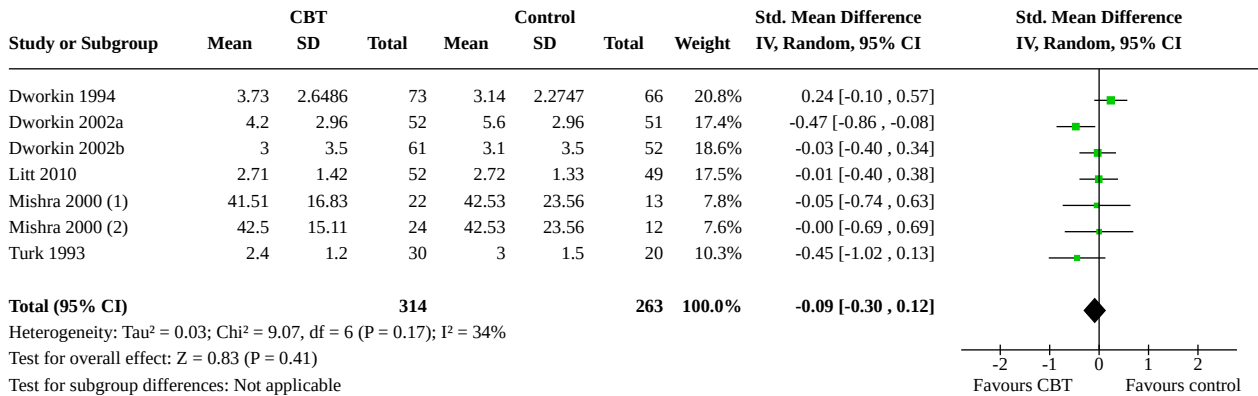 CBT Control Std. Mean Difference Std. Mean Difference
Study or Subgroup Mean SD Total Mean SD Total Weight IV, Random, 95% CI IV, Random, 95% CI
Dworkin 1994 3.73 2.6486 73 3.14 2.2747 66 20.8% 0.24 [-0.10 , 0.57]
Dworkin 2002a 4.2 2.96 52 5.6 2.96 51 17.4% -0.47 [-0.86 , -0.08]
Dworkin 2002b 3 3.5 61 3.1 3.5 52 18.6% -0.03 [-0.40 , 0.34]
Litt 2010 2.71 1.42 52 2.72 1.33 49 17.5% -0.01 [-0.40 , 0.38]
Mishra 2000 (1) 41.51 16.83 22 42.53 23.56 13 7.8% -0.05 [-0.74 , 0.63]
Mishra 2000 (2) 42.5 15.11 24 42.53 23.56 12 7.6% -0.00 [-0.69 , 0.69]
Turk 1993 2.4 1.2 30 3 1.5 20 10.3% -0.45 [-1.02 , 0.13]
Total (95% CI) 314 263 100.0% -0.09 [-0.30 , 0.12]
Heterogeneity: Tau² = 0.03; Chi² = 9.07, df = 6 (P = 0.17); I² = 34%
Test for overall effect: Z = 0.83 (P = 0.41)
-2 -1 0 1 2
Test for subgroup differences: Not applicable
Favours CBT Favours control